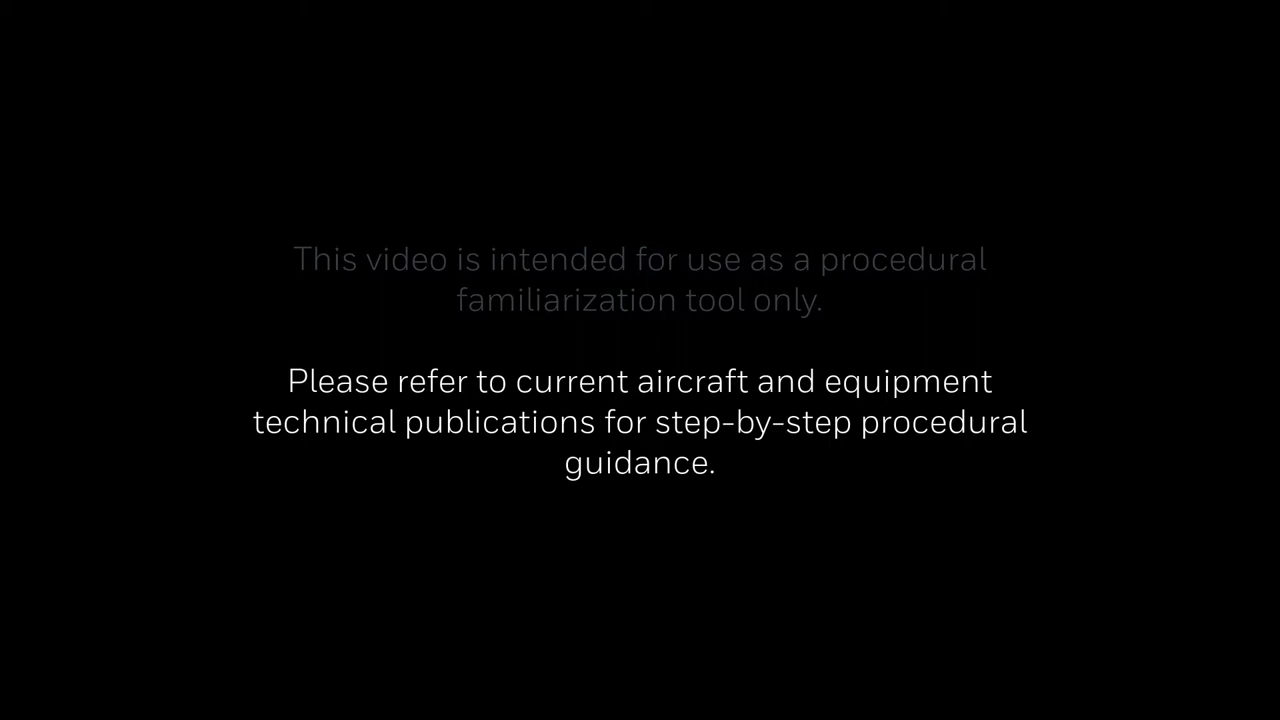 This video is intended for use as a procedural
familiarization tool only.
Please refer to current aircraft and equipment
technical publications for step-by-step procedural
guidance.